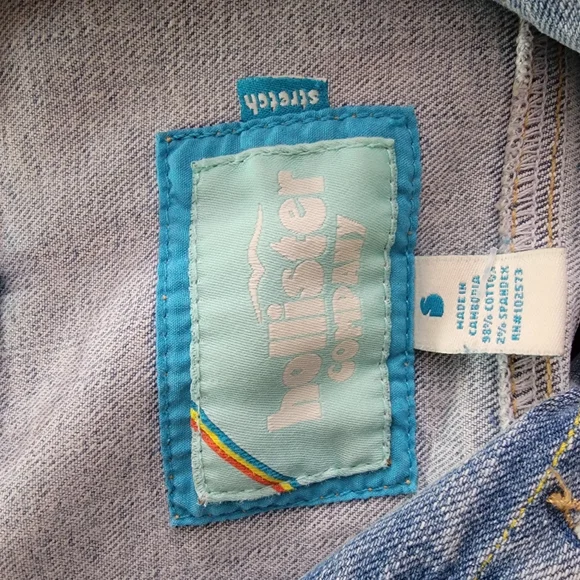 stretch
hollister
COMPANY
S
MADE IN
CAMBODIA
98% COTTON
2% SPANDEX
RN#102573